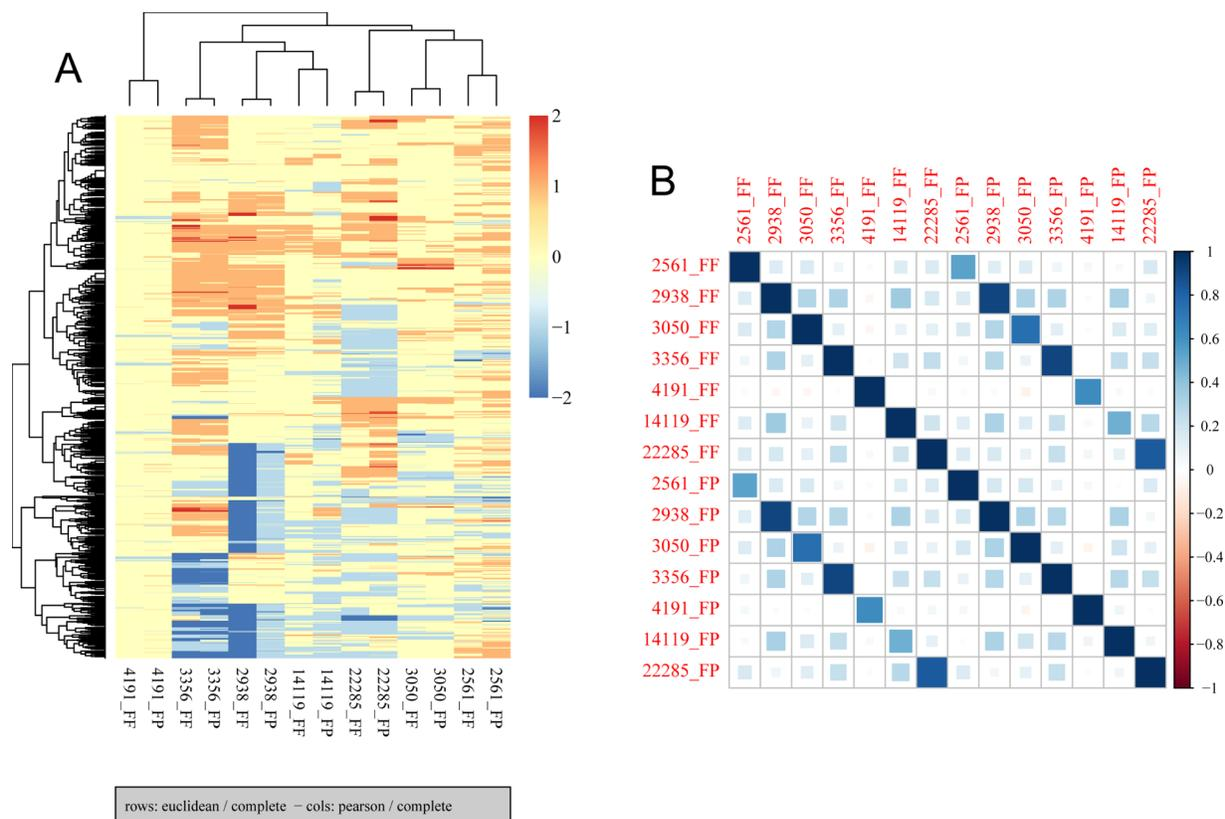 A
2
1
0
−1
−2
4191_FF
4191_FP
3356_FF
3356_FP
2938_FF
2938_FP
14119_FF
14119_FP
22285_FF
22285_FP
3050_FF
3050_FP
2561_FF
2561_FP
rows: euclidean / complete − cols: pearson / complete
B
2561_FF
2938_FF
3050_FF
3356_FF
4191_FF
14119_FF
22285_FF
2561_FP
2938_FP
3050_FP
3356_FP
4191_FP
14119_FP
22285_FP
2561_FF
2938_FF
3050_FF
3356_FF
4191_FF
14119_FF
22285_FF
2561_FP
2938_FP
3050_FP
3356_FP
4191_FP
14119_FP
22285_FP
1
0.8
0.6
0.4
0.2
0
−0.2
−0.4
−0.6
−0.8
−1